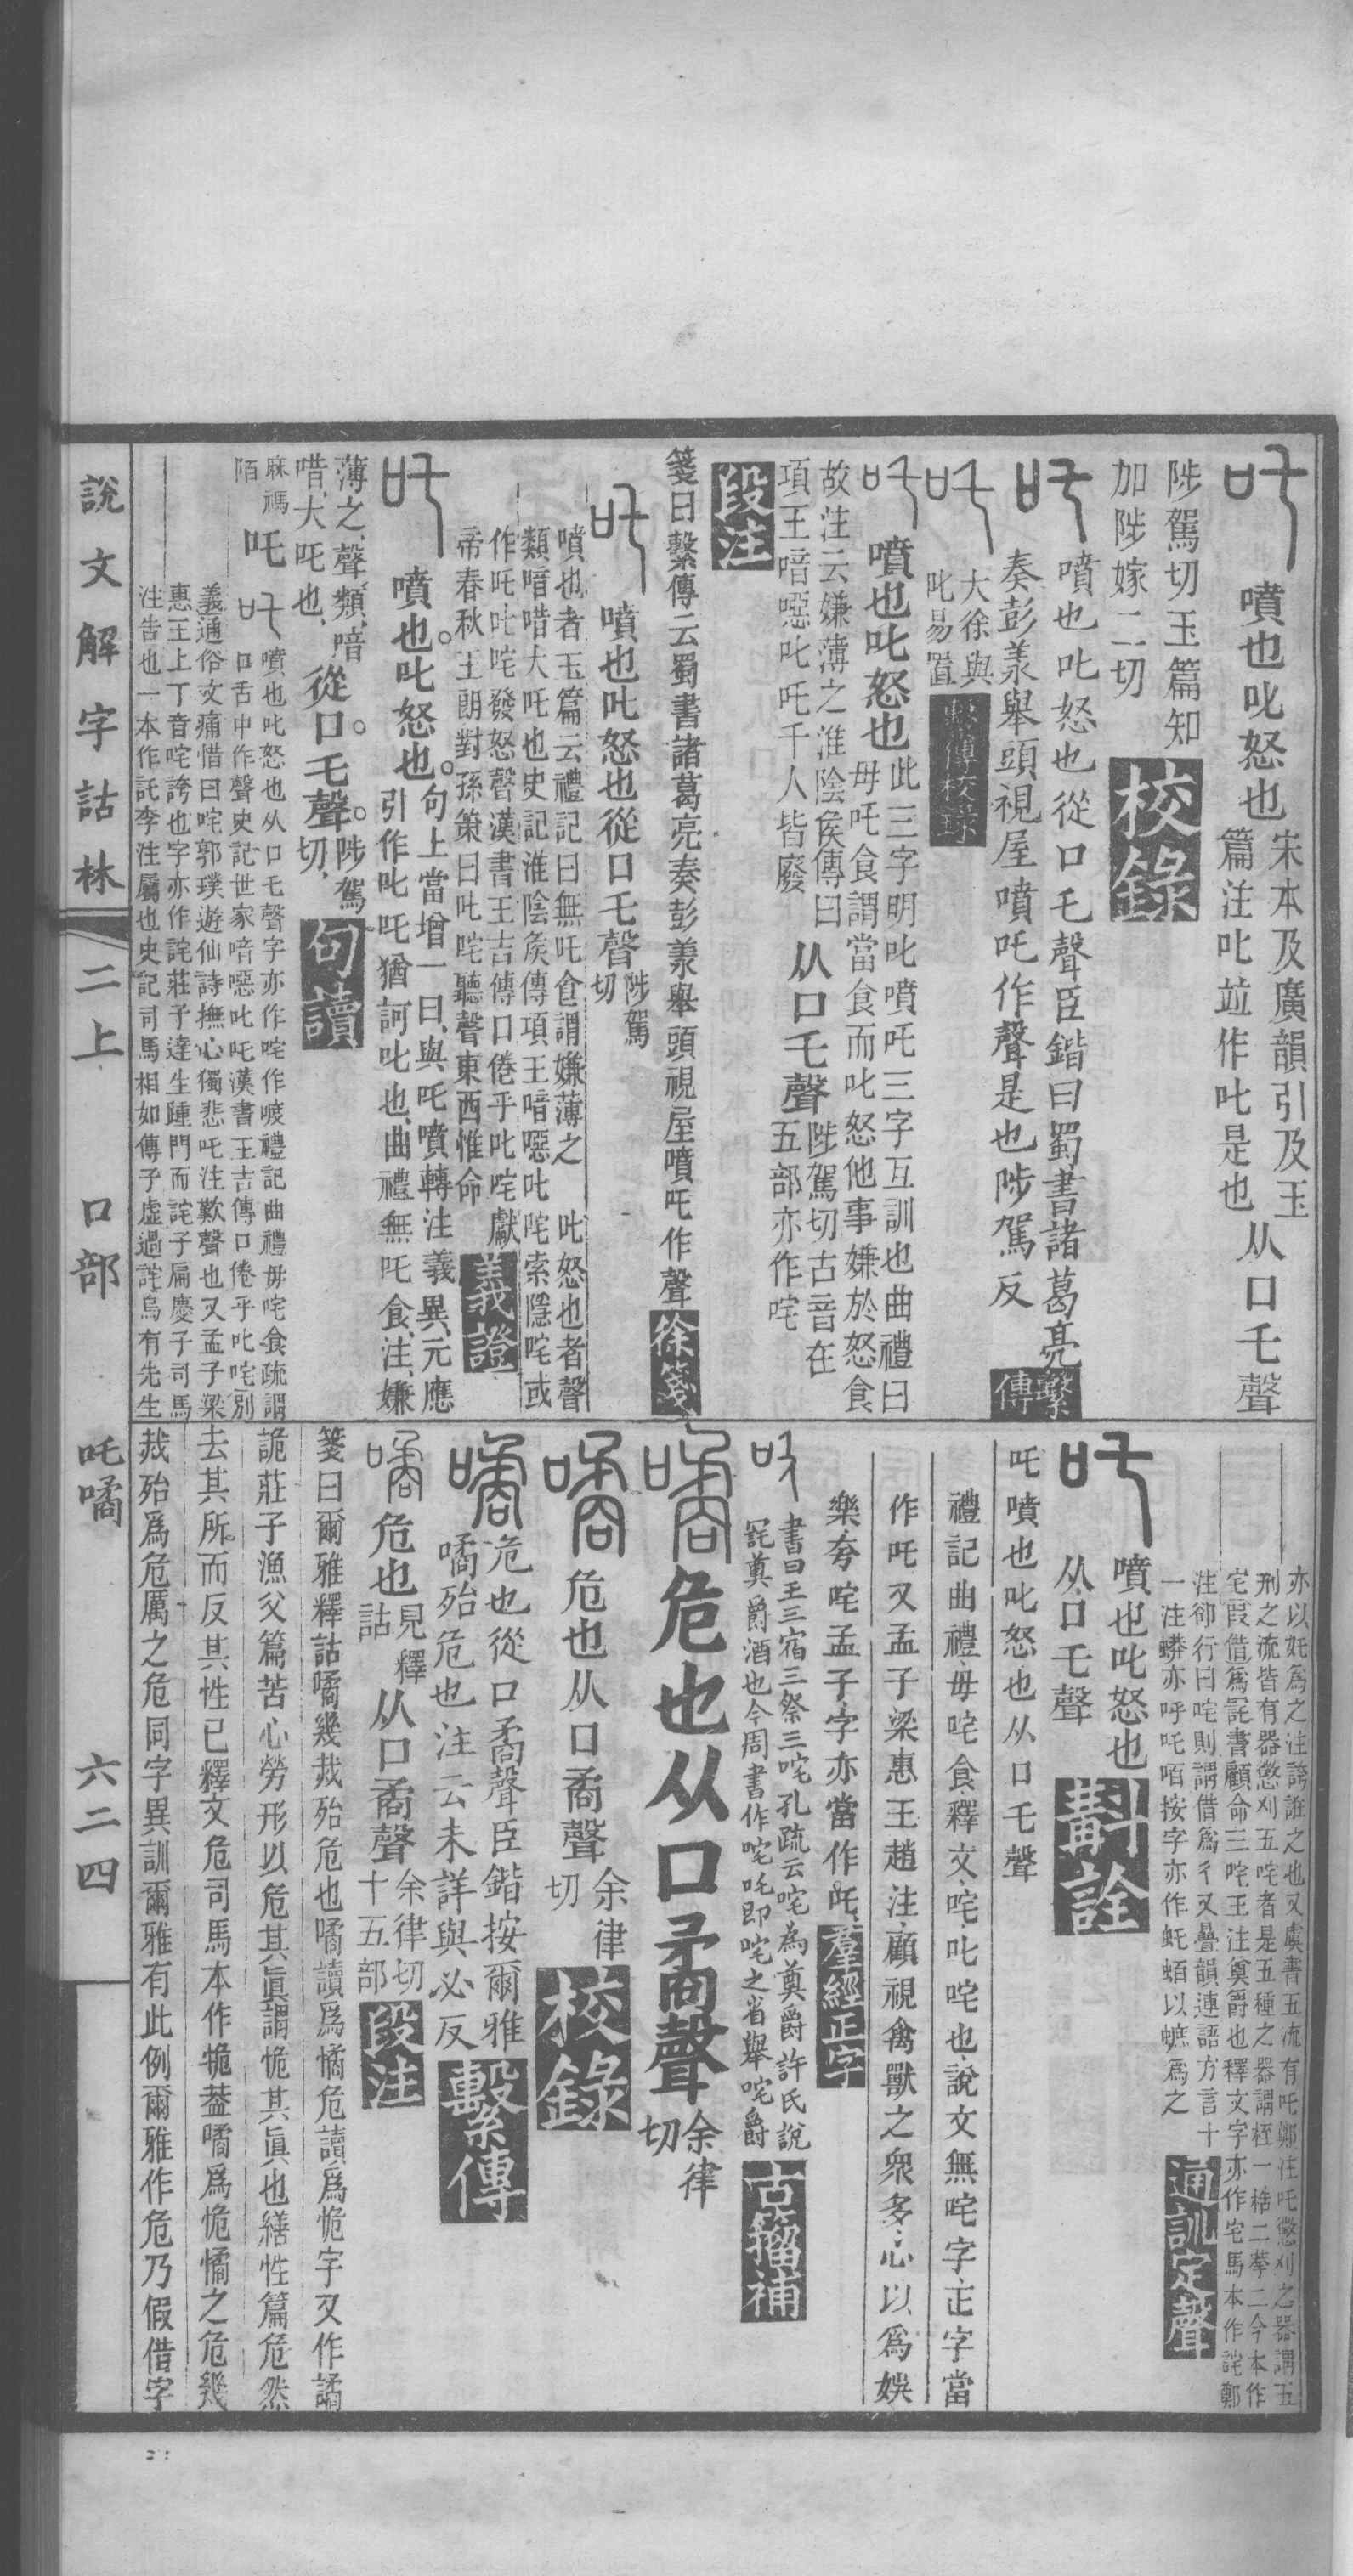 噴也叱怒也宋本及廣韻引及玉篇注叱竝作叱是也从口乇聲
陟駕切玉篇知加陟嫁二切校錄
噴也叱怒也從口乇聲臣鍇曰蜀書諸葛亮奏彭羕舉頭視屋噴吒作聲是也陟駕反繫傳
大徐與叱易置繫傳校錄
噴也叱怒也此三字明叱噴吒三字互訓也曲禮曰毋吒食謂當食而叱怒他事嫌於怒食故注云嫌薄之淮陰侯傳曰項王喑噁叱吒千人皆廢从口乇聲陟駕切古音在五部亦作咤
段注
箋曰繫傳云蜀書諸葛亮奏彭羕舉頭視屋噴吒作聲徐箋
噴也叱怒也從口乇聲陟駕切
噴也者玉篇云禮記曰無吒食謂嫌薄之 叱怒也者聲類喑唶大吒也史記淮陰矦傳項王喑噁叱咤索隱咤或作吒叱咤發怒聲漢書王吉傳口倦乎叱咤獻帝春秋王朗對孫策曰叱咤聽聲東西惟命義證
噴也。叱怒也。句上當增一曰、與吒噴轉注義異、元應引作叱吒猶訶叱也、曲禮無吒食、注、嫌薄之、聲類、喑唶、大吒也、從口乇聲。陟駕切、句讀
麻禡陌
吒 噴也叱怒也从口乇聲字亦作咤作喥禮記曲禮毋咤食疏謂口舌中作聲史記世家喑噁叱吒漢書王吉傳口倦乎叱咤別義通俗文痛惜曰咤郭璞遊仙詩撫心獨悲吒注歎聲也又孟子梁惠王上丁音咤誇也字亦作詫莊子達生踵門而詫子扁慶子司馬注告也一本作託李注屬也史記司馬相如傳子虛過詫烏有先生
亦以奼爲之注誇誑之也又虞書五流有吒鄭注吒懲刈之器謂五刑之流皆有器懲刈五咤者是五種之器謂桎一梏二拲二今本作宅叚借爲詫書顧命三咤王注奠爵也釋文字亦作宅馬本作詫鄭注卻行曰咤則謂借爲彳又疊韻連語方言十一注蟒亦呼吒咟按字亦作虴蛨以蟅爲之通訓定聲
噴也叱怒也从口乇聲斠詮
吒噴也叱怒也从口乇聲
禮記曲禮毋咤食釋文咤叱咤也說文無咤字正字當作吒又孟子梁惠王趙注顧視禽獸之衆多心以爲娛樂夸咤孟子字亦當作吒羣經正字
書曰王三宿三祭三咤孔疏云咤為奠爵許氏說詫奠爵酒也今周書作咤吒即咤之省舉咤爵古籀補
噊 危也从口矞聲余律切
危也从口矞聲余律切校錄
危也從口矞聲臣鍇按爾雅噊殆危也注云未詳與必反繫傳
危也見釋詁从口矞聲余律切十五部段注
箋曰爾雅釋詁噊幾烖殆危也噊讀爲憰危讀爲恑字又作譎詭莊子漁父篇苦心勞形以危其眞謂恑其眞也繕性篇危然去其所而反其性已釋文危司馬本作㧪葢噊爲恑憰之危幾烖殆爲危厲之危同字異訓爾雅有此例爾雅作危乃假借字
說文解字詁林 二上 口部 吒噊 六二四